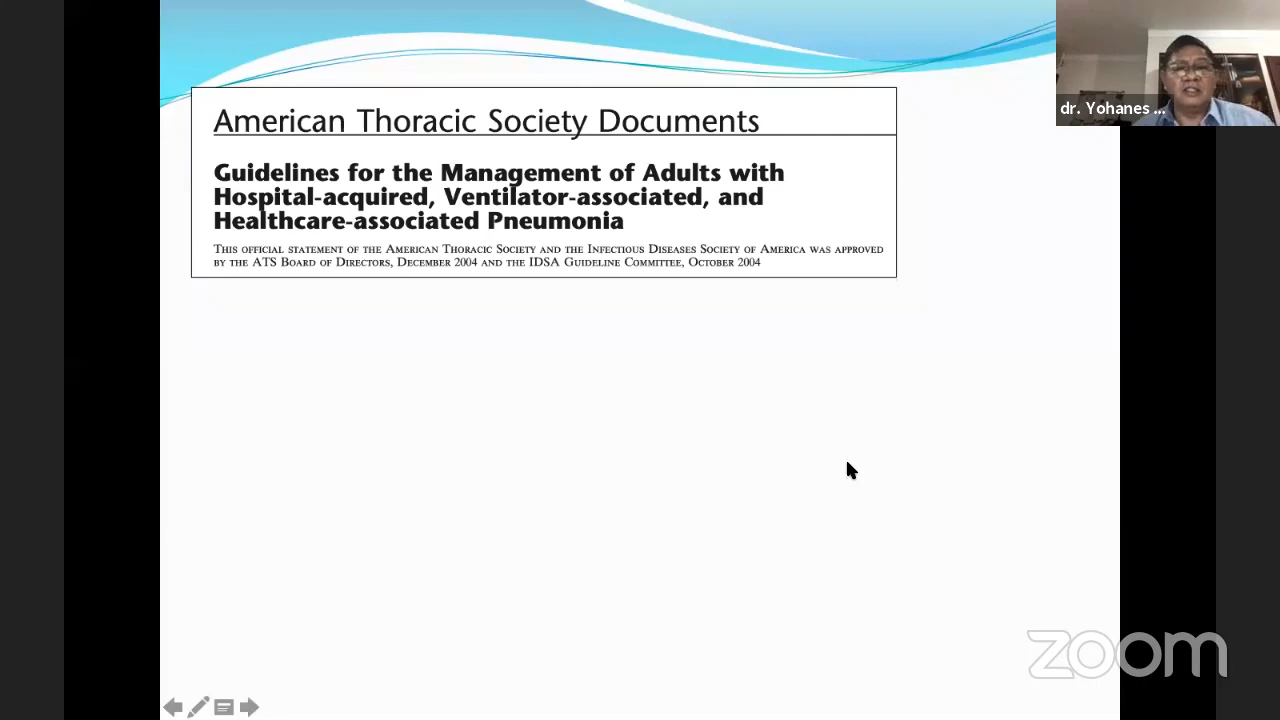 dr. Yohanes ...
American Thoracic Society Documents
Guidelines for the Management of Adults with
Hospital-acquired, Ventilator-associated, and
Healthcare-associated Pneumonia
THIS OFFICIAL STATEMENT OF THE AMERICAN THORACIC SOCIETY AND THE INFECTIOUS DISEASES SOCIETY OF AMERICA WAS APPROVED
BY THE ATS BOARD OF DIRECTORS, DECEMBER 2004 AND THE IDSA GUIDELINE COMMITTEE, OCTOBER 2004
zoom